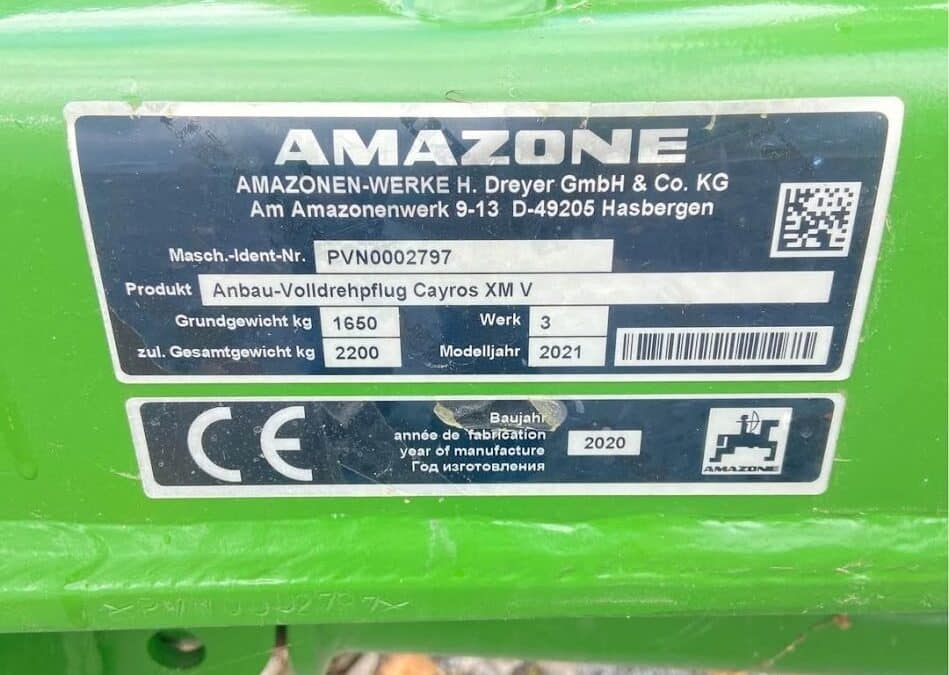 AMAZONE
AMAZONEN-WERKE H. Dreyer GmbH & Co. KG
Am Amazonenwerk 9-13 D-49205 Hasbergen
Masch.-Ident-Nr. PVN0002797
Produkt Anbau-Volldrehpflug Cayros XM V
Grundgewicht kg 1650 Werk 3
zul. Gesamtgewicht kg 2200 Modelljahr 2021
CE
Baujahr
année de fabrication
year of manufacture 2020
Год изготовления
AMAZONE